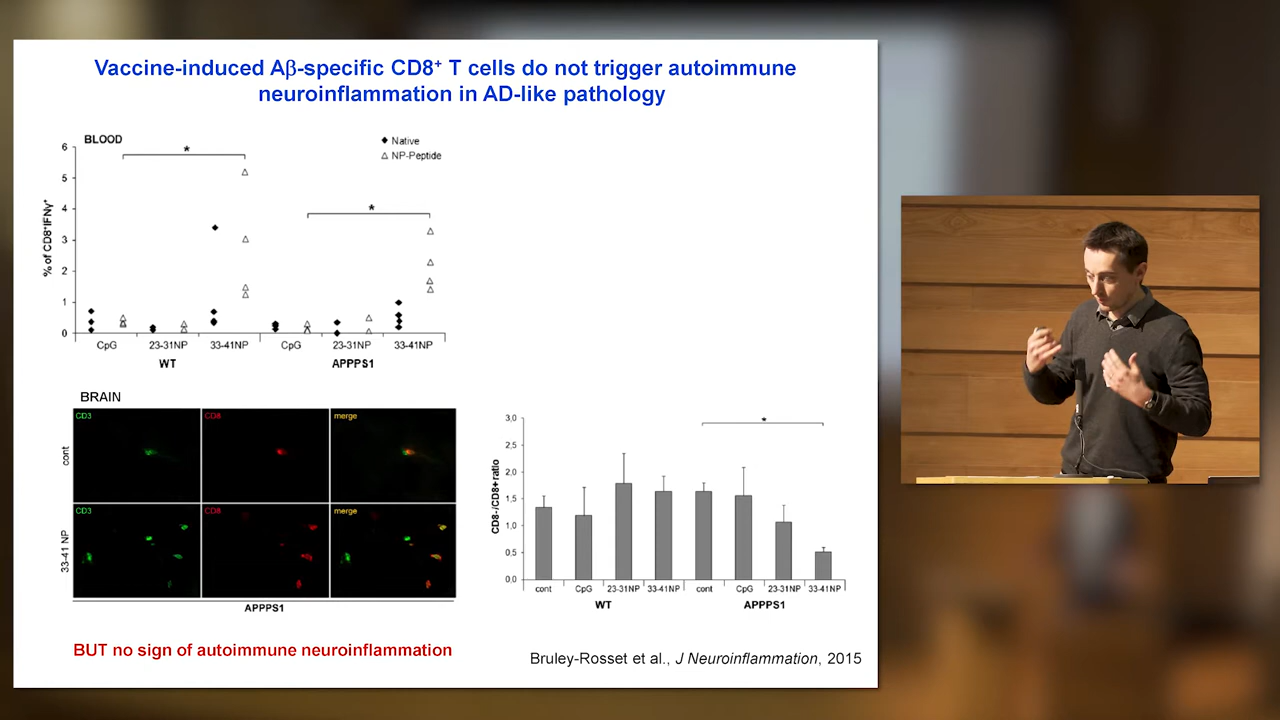 Vaccine-induced Aβ-specific CD8⁺ T cells do not trigger autoimmune
neuroinflammation in AD-like pathology
BLOOD
Native
NP-Peptide
% of CD8⁺IFNγ⁺
6
5
4
3
2
1
0
*
*
CpG 23-31NP 33-41NP CpG 23-31NP 33-41NP
WT APPPS1
BRAIN
CD3 CD8 merge
cont
CD3 CD8 merge
33-41 NP
APPPS1
CD8-/CD8+ ratio
3,0
2,5
2,0
1,5
1,0
0,5
0,0
*
cont CpG 23-31NP 33-41NP cont CpG 23-31NP 33-41NP
WT APPPS1
BUT no sign of autoimmune neuroinflammation
Bruley-Rosset et al., J Neuroinflammation, 2015